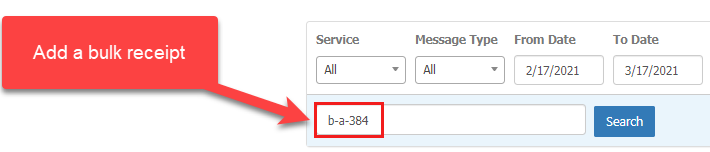 Add a bulk receipt
Service Message Type From Date To Date
All All 2/17/2021 3/17/2021
b-a-384 Search